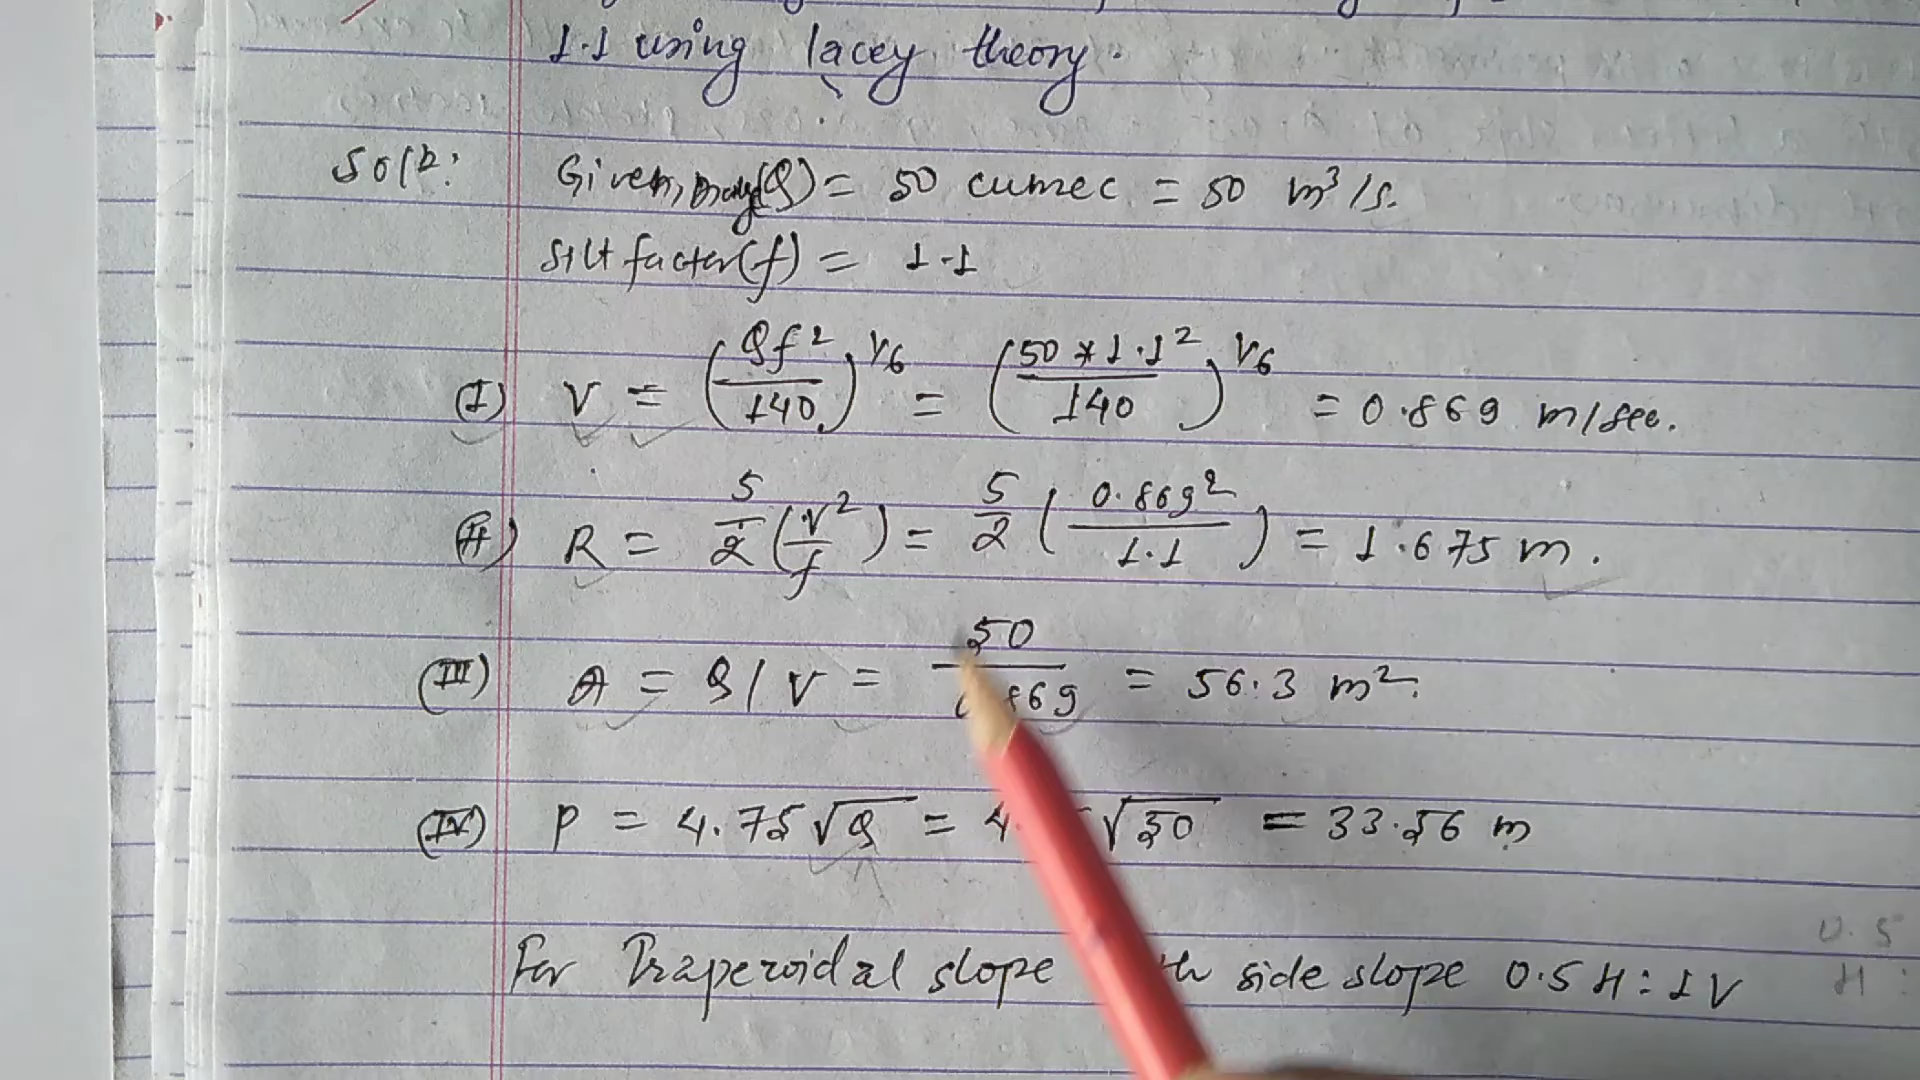 1.1 using lacey theory.
Soln: Given, (Q) = 50 cumec = 50 m³/s.
silt factor(f) = 1.1
(I) V = (Qf²/140)^1/6 = (50*1.1²/140)^1/6 = 0.869 m/sec.
(II) R = 5/2 (V²/f) = 5/2 (0.869²/1.1) = 1.675 m.
(III) A = Q/V = 50/0.869 = 56.3 m².
(IV) P = 4.75√Q = 4. √50 = 33.56 m
For Trapezoidal slope side slope 0.5H:1V
0.5
H :